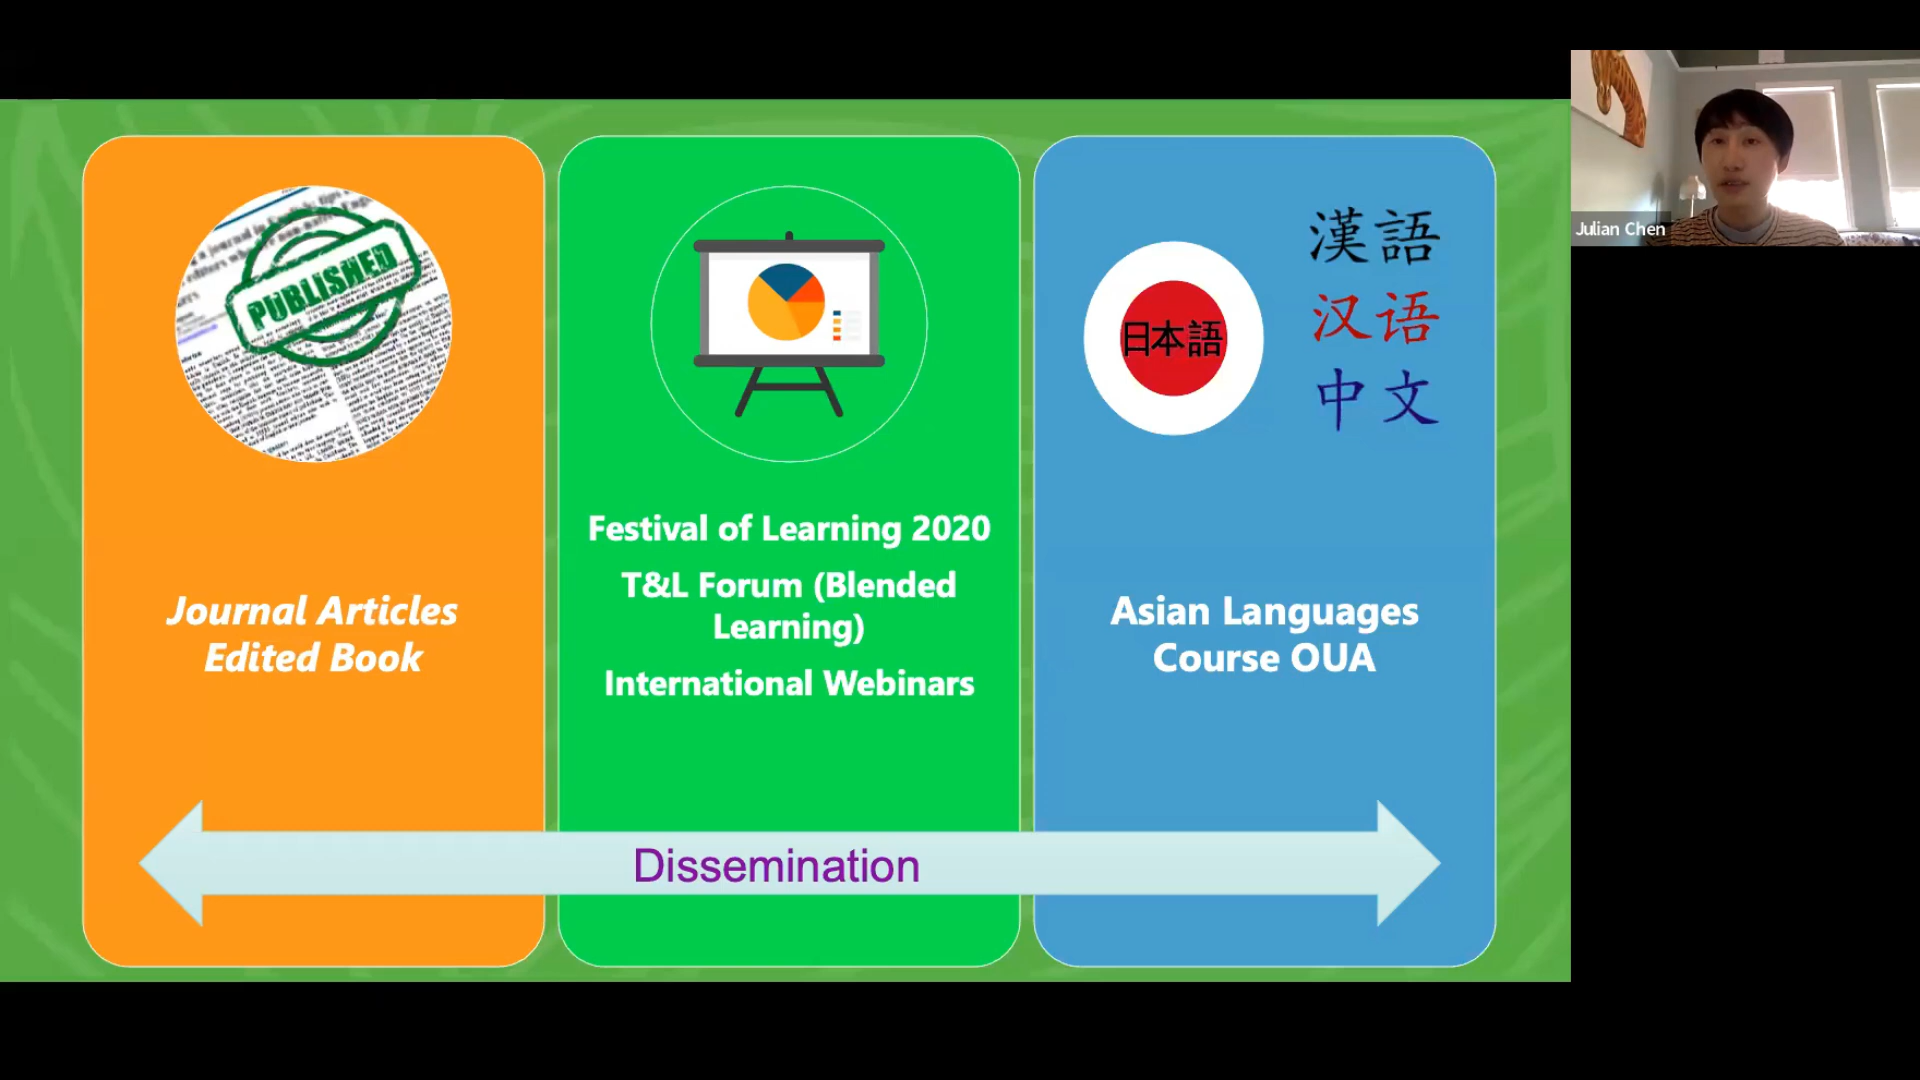 PUBLISHED
Journal Articles
Edited Book
Festival of Learning 2020
T&L Forum (Blended
Learning)
International Webinars
日本語
漢語
汉语
中文
Asian Languages
Course OUA
Dissemination
Julian Chen